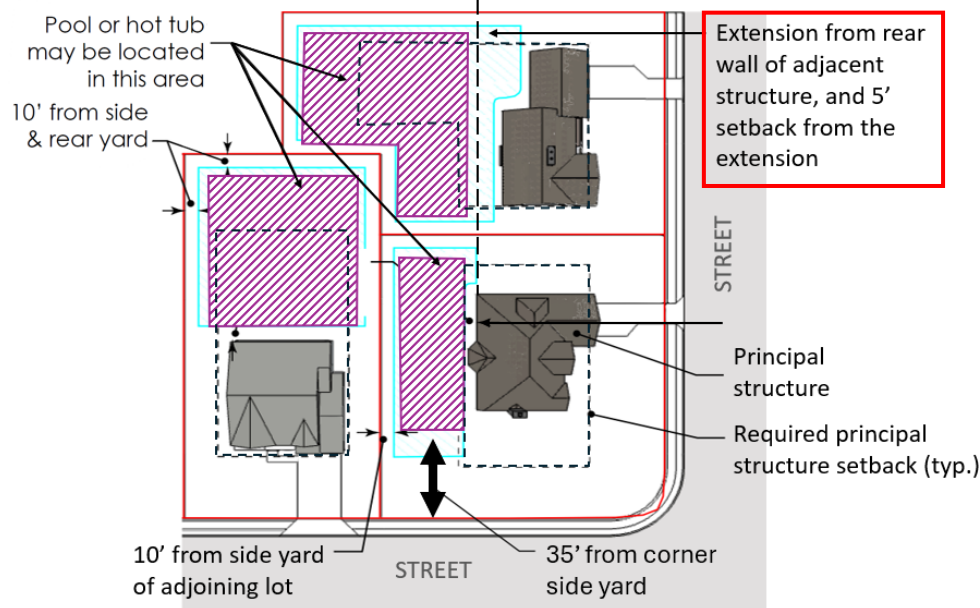 Pool or hot tub
may be located
in this area
10' from side
& rear yard
Extension from rear
wall of adjacent
structure, and 5'
setback from the
extension
STREET
Principal
structure
Required principal
structure setback (typ.)
10' from side yard
of adjoining lot
STREET
35' from corner
side yard